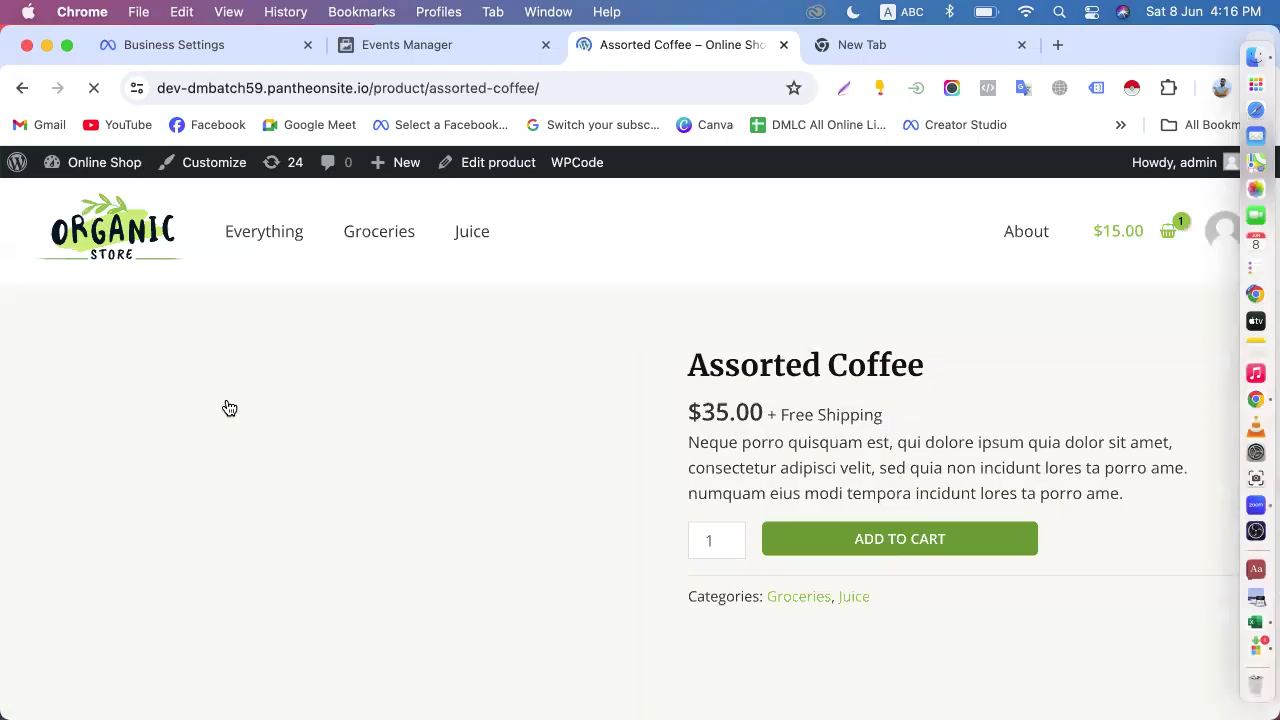 Chrome File Edit View History Bookmarks Profiles Tab Window Help A ABC Sat 8 Jun 4:16 PM
Business Settings Events Manager Assorted Coffee – Online Sho New Tab
dev-dmbatch59.pantheonsite.io/product/assorted-coffee/
Gmail YouTube Facebook Google Meet Select a Facebook... Switch your subsc... Canva DMLC All Online Li... Creator Studio » All Bookm
Online Shop Customize 24 0 New Edit product WPCode Howdy, admin
ORGANIC
STORE
Everything Groceries Juice About $15.00 1
Assorted Coffee
$35.00 + Free Shipping
Neque porro quisquam est, qui dolore ipsum quia dolor sit amet,
consectetur adipisci velit, sed quia non incidunt lores ta porro ame.
numquam eius modi tempora incidunt lores ta porro ame.
1 ADD TO CART
Categories: Groceries, Juice
JUN
8
tv
zoom
Aa